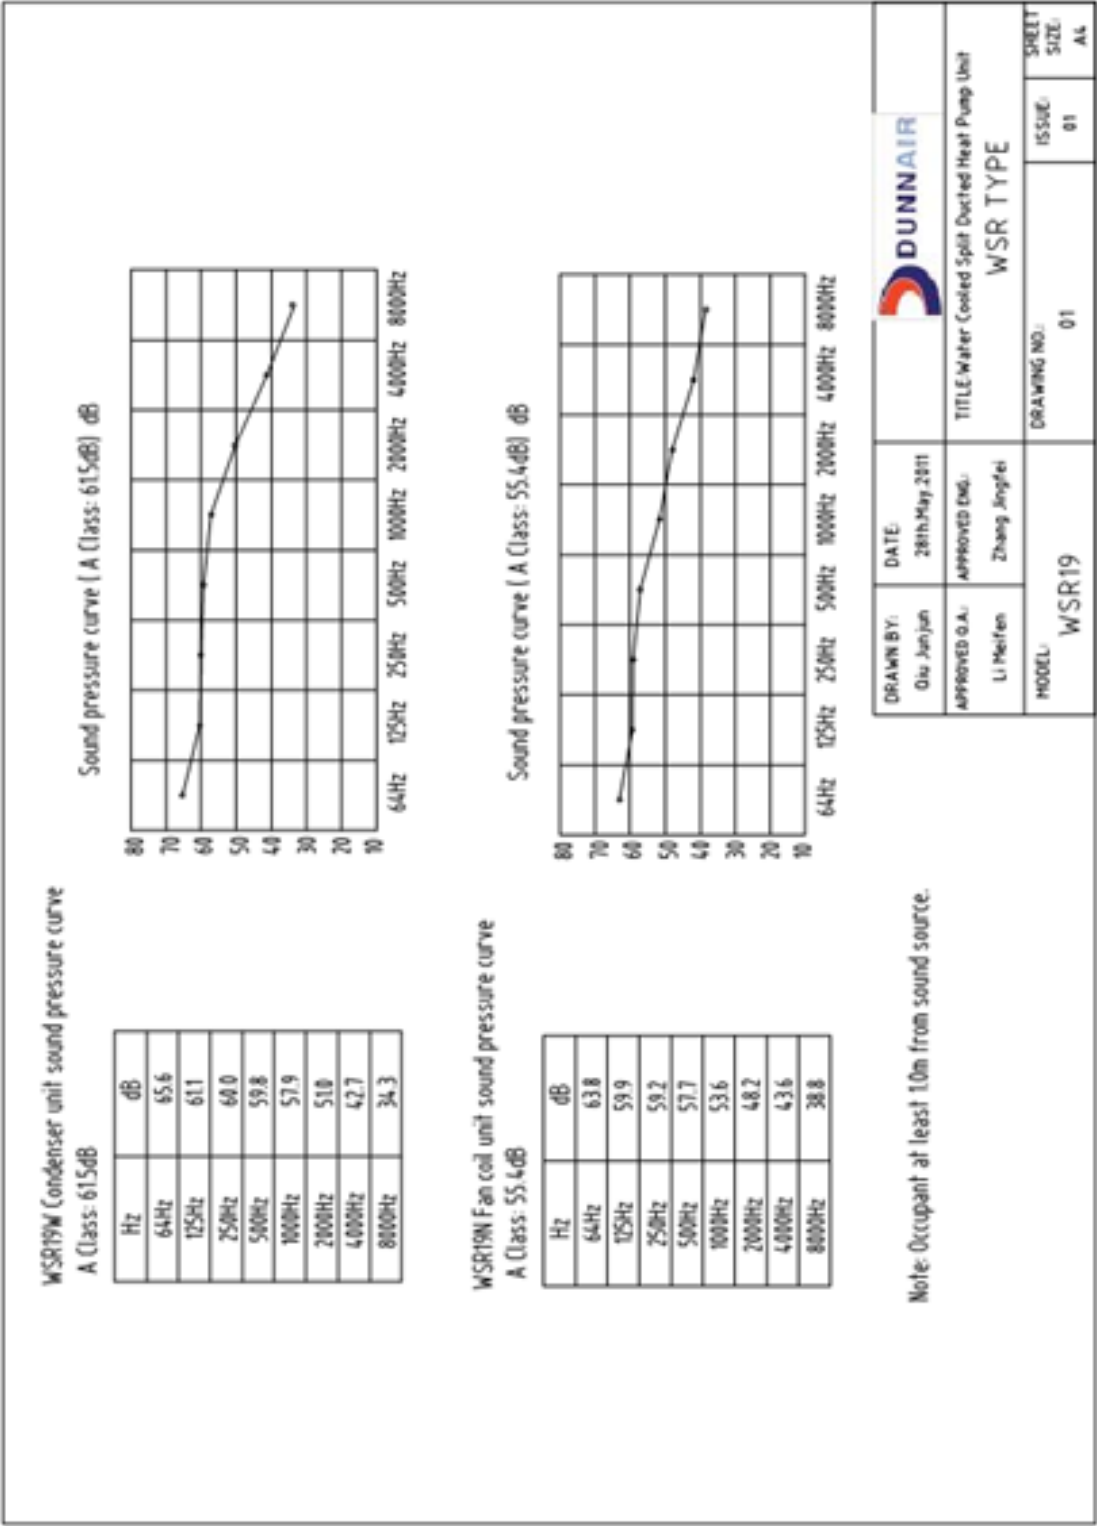 WSR19W Condenser unit sound pressure curve
A Class: 61.5dB
Hz dB
64Hz 65.6
125Hz 61.1
250Hz 60.0
500Hz 59.8
1000Hz 57.9
2000Hz 51.0
4000Hz 42.7
8000Hz 34.3
Sound pressure curve ( A Class: 61.5dB) dB
80
70
60
50
40
30
20
10
64Hz 125Hz 250Hz 500Hz 1000Hz 2000Hz 4000Hz 8000Hz
WSR19N Fan coil unit sound pressure curve
A Class: 55.4dB
Hz dB
64Hz 63.8
125Hz 59.9
250Hz 59.2
500Hz 57.7
1000Hz 53.6
2000Hz 48.2
4000Hz 43.6
8000Hz 38.8
Sound pressure curve ( A Class: 55.4dB) dB
80
70
60
50
40
30
20
10
64Hz 125Hz 250Hz 500Hz 1000Hz 2000Hz 4000Hz 8000Hz
Note: Occupant at least 1.0m from sound source.
DRAWN BY:
Qiu Junjun
DATE:
28th.May.2011
DUNNAIR
APPROVED Q.A.:
Li Meifen
APPROVED ENG.:
Zhang Jingfei
TITLE:Water Cooled Split Ducted Heat Pump Unit
WSR TYPE
MODEL:
WSR19
DRAWING NO.:
01
ISSUE:
01
SHEET
SIZE:
A4